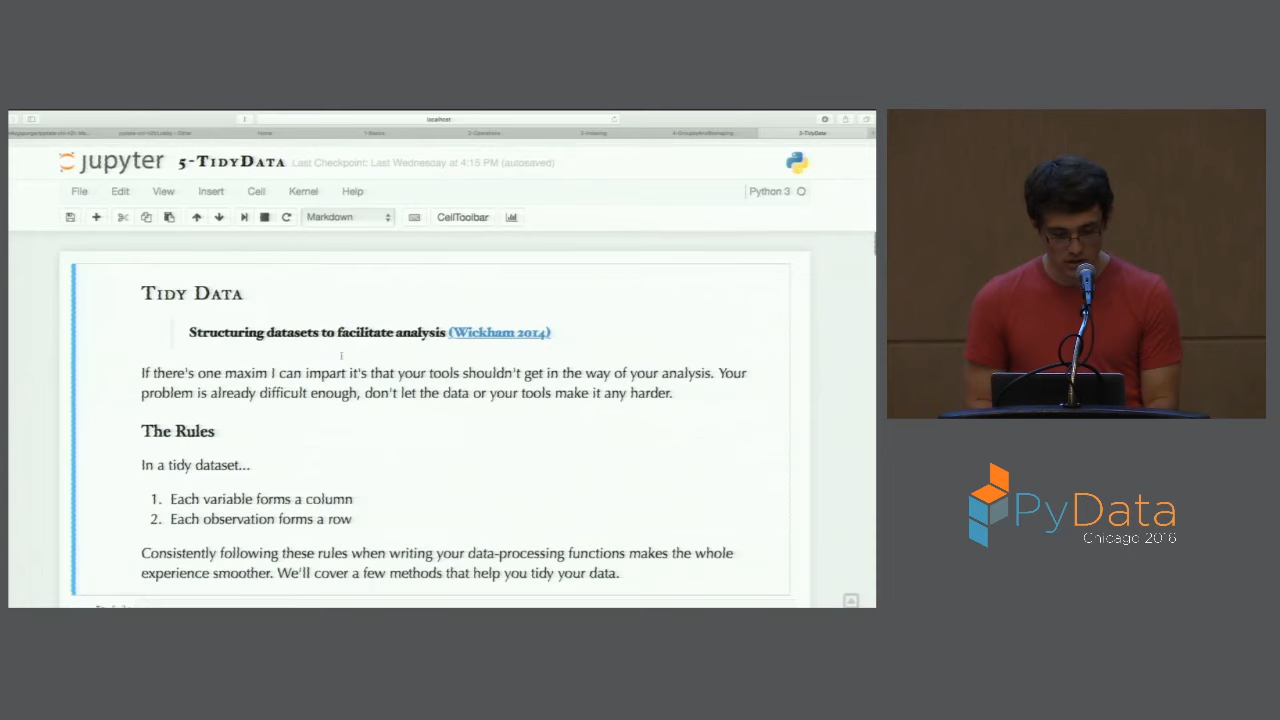 localhost
Home
1-Basics
2-Operations
3-Indexing
4-GroupbyAndReshaping
5-TidyData
jupyter 5-TidyData Last Checkpoint: Last Wednesday at 4:15 PM (autosaved)
File Edit View Insert Cell Kernel Help
Python 3
Markdown
CellToolbar
Tidy Data
Structuring datasets to facilitate analysis (Wickham 2014)
If there's one maxim I can impart it's that your tools shouldn't get in the way of your analysis. Your
problem is already difficult enough, don't let the data or your tools make it any harder.
The Rules
In a tidy dataset...
1. Each variable forms a column
2. Each observation forms a row
Consistently following these rules when writing your data-processing functions makes the whole
experience smoother. We'll cover a few methods that help you tidy your data.
PyData
Chicago 2016